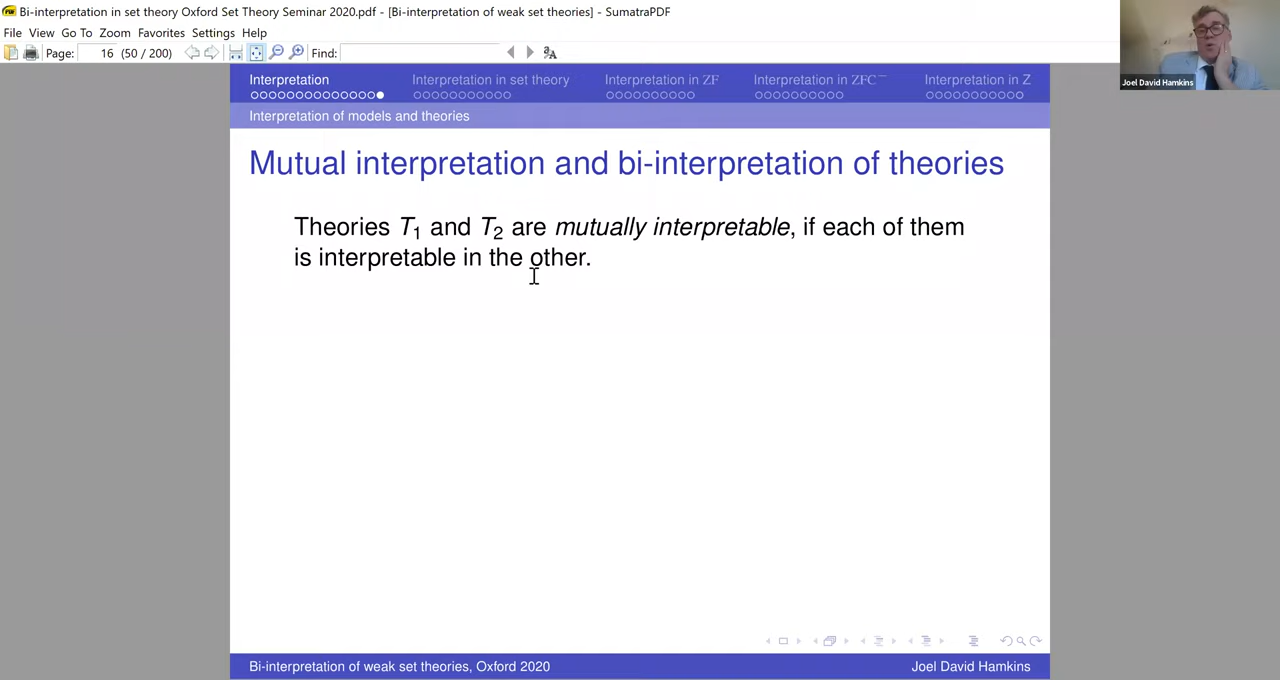 Bi-interpretation in set theory Oxford Set Theory Seminar 2020.pdf - [Bi-interpretation of weak set theories] - SumatraPDF
File View Go To Zoom Favorites Settings Help
Page: 16 (50 / 200) Find:
Joel David Hamkins
Interpretation Interpretation in set theory Interpretation in ZF Interpretation in ZFC⁻ Interpretation in Z
Interpretation of models and theories
Mutual interpretation and bi-interpretation of theories
Theories T₁ and T₂ are mutually interpretable, if each of them
is interpretable in the other.
Bi-interpretation of weak set theories, Oxford 2020 Joel David Hamkins